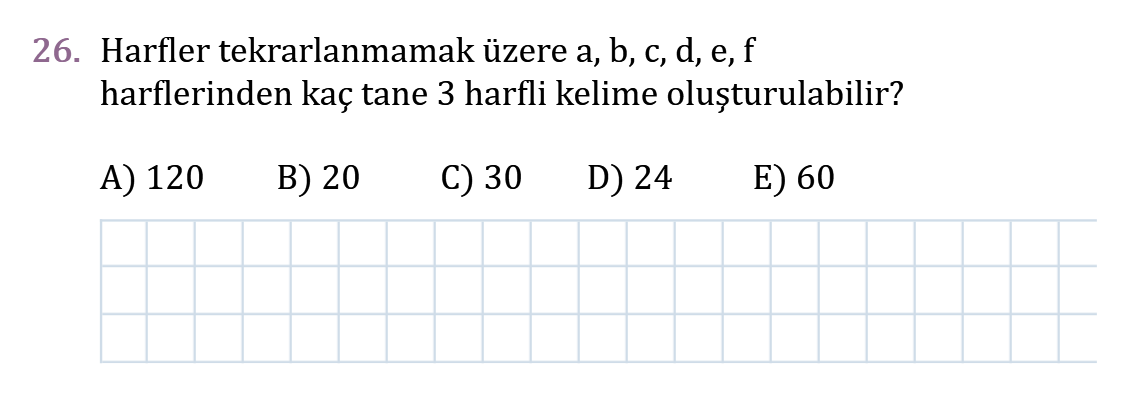 26. Harfler tekrarlanmamak üzere a, b, c, d, e, f
harflerinden kaç tane 3 harfli kelime oluşturulabilir?
A) 120 B) 20 C) 30 D) 24 E) 60